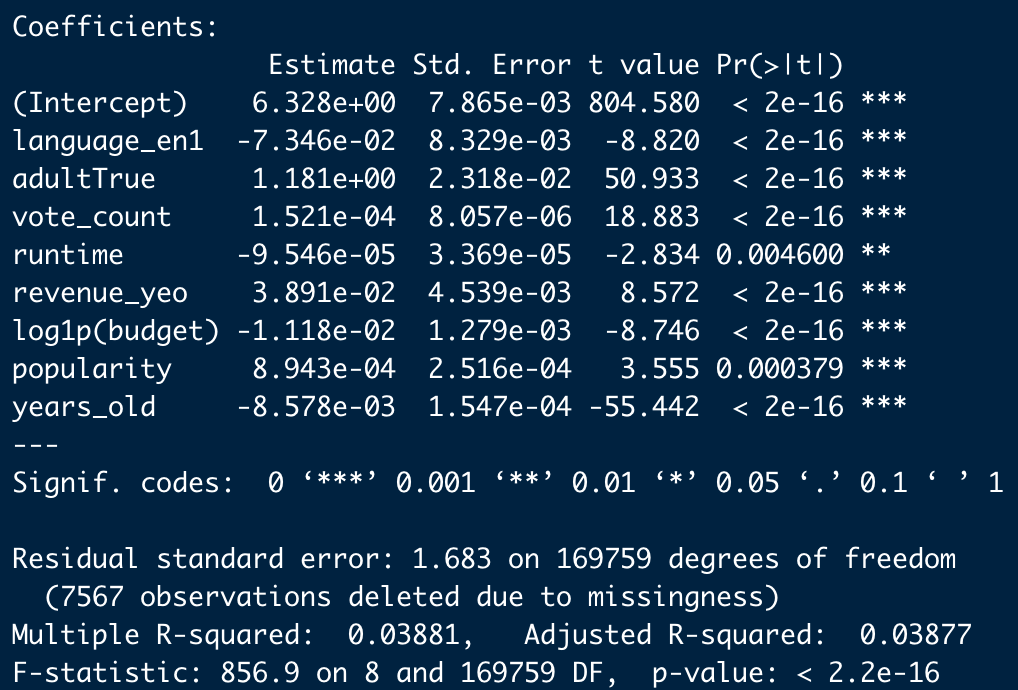 Coefficients:
                Estimate Std. Error t value Pr(>|t|)
(Intercept)    6.328e+00  7.865e-03 804.580  < 2e-16 ***
language_en1  -7.346e-02  8.329e-03  -8.820  < 2e-16 ***
adultTrue      1.181e+00  2.318e-02  50.933  < 2e-16 ***
vote_count     1.521e-04  8.057e-06  18.883  < 2e-16 ***
runtime       -9.546e-05  3.369e-05  -2.834 0.004600 **
revenue_yeo    3.891e-02  4.539e-03   8.572  < 2e-16 ***
log1p(budget) -1.118e-02  1.279e-03  -8.746  < 2e-16 ***
popularity     8.943e-04  2.516e-04   3.555 0.000379 ***
years_old     -8.578e-03  1.547e-04 -55.442  < 2e-16 ***
---
Signif. codes:  0 ‘***’ 0.001 ‘**’ 0.01 ‘*’ 0.05 ‘.’ 0.1 ‘ ’ 1

Residual standard error: 1.683 on 169759 degrees of freedom
  (7567 observations deleted due to missingness)
Multiple R-squared:  0.03881,	Adjusted R-squared:  0.03877
F-statistic: 856.9 on 8 and 169759 DF,  p-value: < 2.2e-16